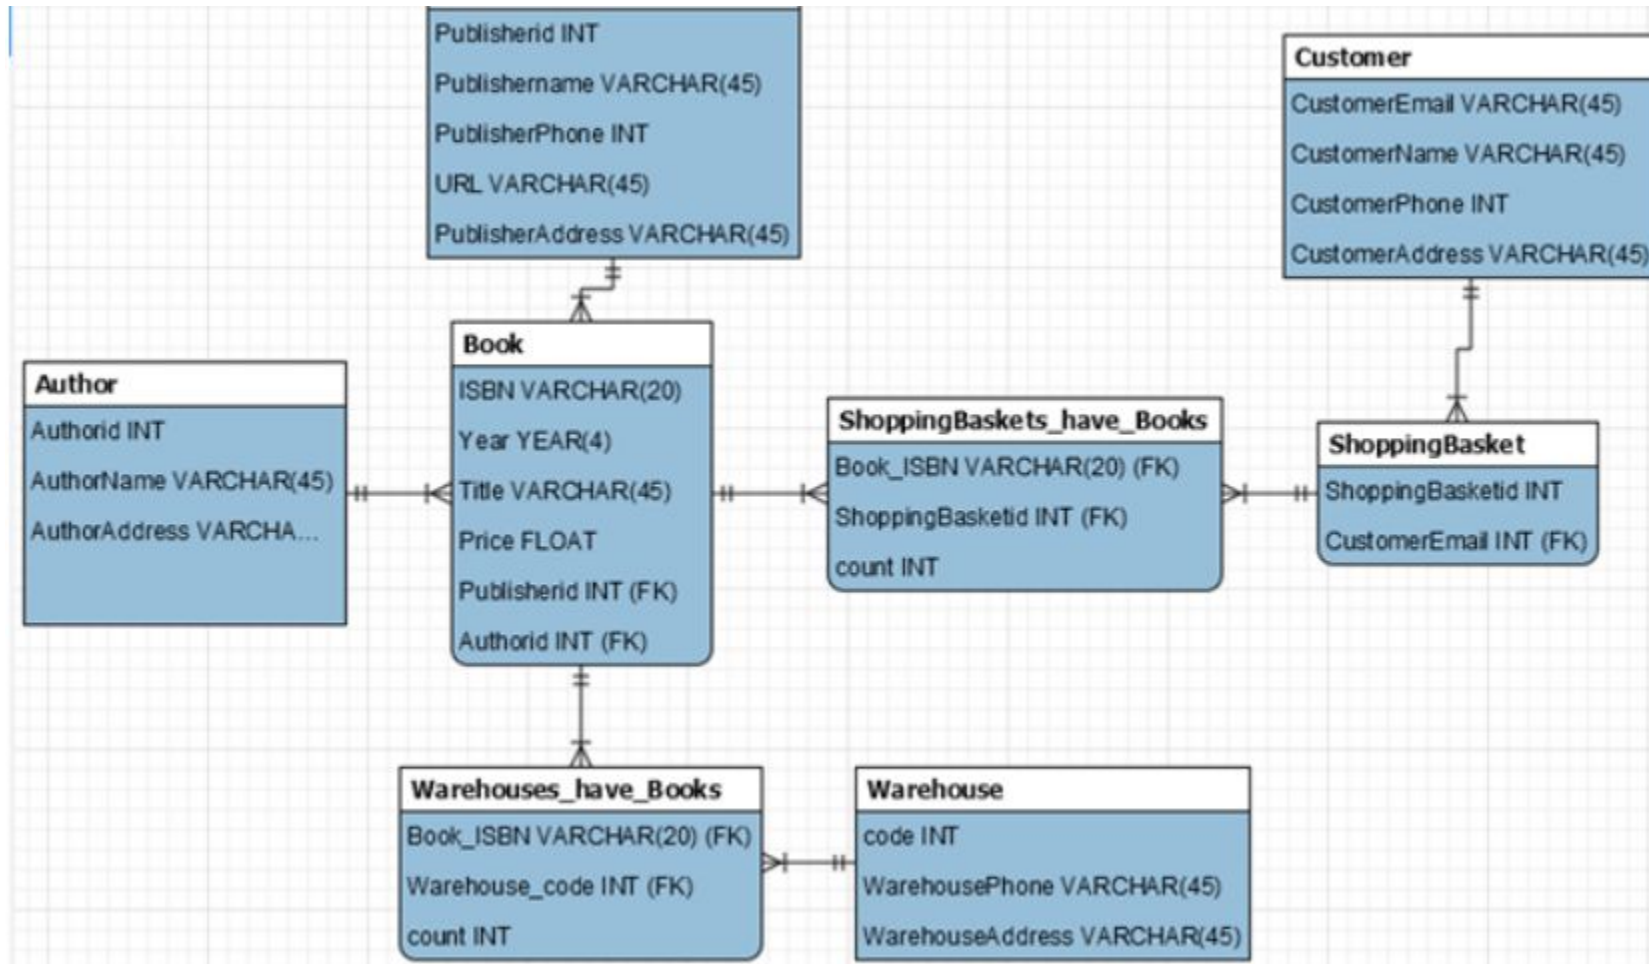 Publisherid INT
Publishername VARCHAR(45)
PublisherPhone INT
URL VARCHAR(45)
PublisherAddress VARCHAR(45)
Customer
CustomerEmail VARCHAR(45)
CustomerName VARCHAR(45)
CustomerPhone INT
CustomerAddress VARCHAR(45)
Author
Authorid INT
AuthorName VARCHAR(45)
AuthorAddress VARCHA...
Book
ISBN VARCHAR(20)
Year YEAR(4)
Title VARCHAR(45)
Price FLOAT
Publisherid INT (FK)
Authorid INT (FK)
ShoppingBaskets_have_Books
Book_ISBN VARCHAR(20) (FK)
ShoppingBasketid INT (FK)
count INT
ShoppingBasket
ShoppingBasketid INT
CustomerEmail INT (FK)
Warehouses_have_Books
Book_ISBN VARCHAR(20) (FK)
Warehouse_code INT (FK)
count INT
Warehouse
code INT
WarehousePhone VARCHAR(45)
WarehouseAddress VARCHAR(45)